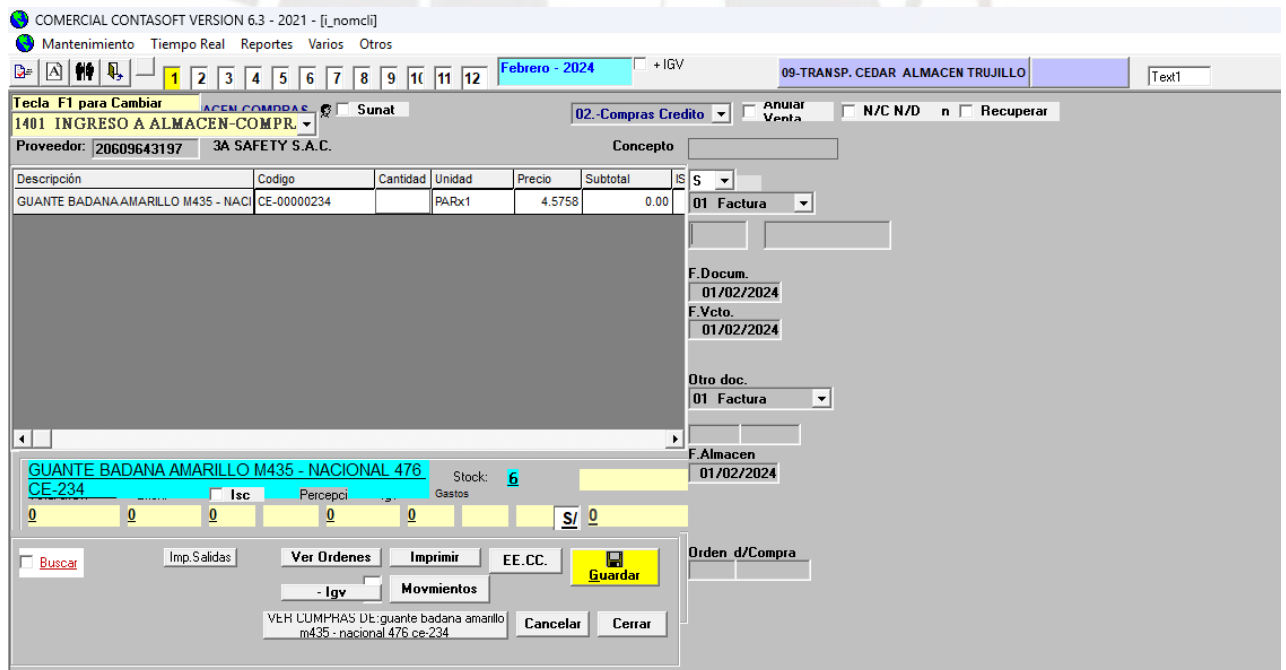 COMERCIAL CONTASOFT VERSION 6.3 - 2021 - [i_nomcli]
Mantenimiento Tiempo Real Reportes Varios Otros
1 2 3 4 5 6 7 8 9 1( 11 12 Febrero - 2024 + IGV 09-TRANSP. CEDAR ALMACEN TRUJILLO Text1
Tecla F1 para Cambiar
ACEN COMPRAS Sunat 02.-Compras Credito Anular Venta N/C N/D n Recuperar
1401 INGRESO A ALMACEN-COMPR
Proveedor: 20609643197 3A SAFETY S.A.C. Concepto
Descripción Codigo Cantidad Unidad Precio Subtotal IS S
GUANTE BADANA AMARILLO M435 - NACI CE-00000234 PARx1 4.5758 0.00 01 Factura
F.Docum.
01/02/2024
F.Vcto.
01/02/2024
Otro doc.
01 Factura
F.Almacen
01/02/2024
GUANTE BADANA AMARILLO M435 - NACIONAL 476 Stock: 6
CE-234 Isc Percepci Gastos
0 0 0 0 0 S/ 0
Orden d/Compra
Buscar Imp.Salidas Ver Ordenes Imprimir EE.CC. Guardar
- Igv Movmientos
VER COMPRAS DE:guante badana amarillo
m435 - nacional 476 ce-234 Cancelar Cerrar